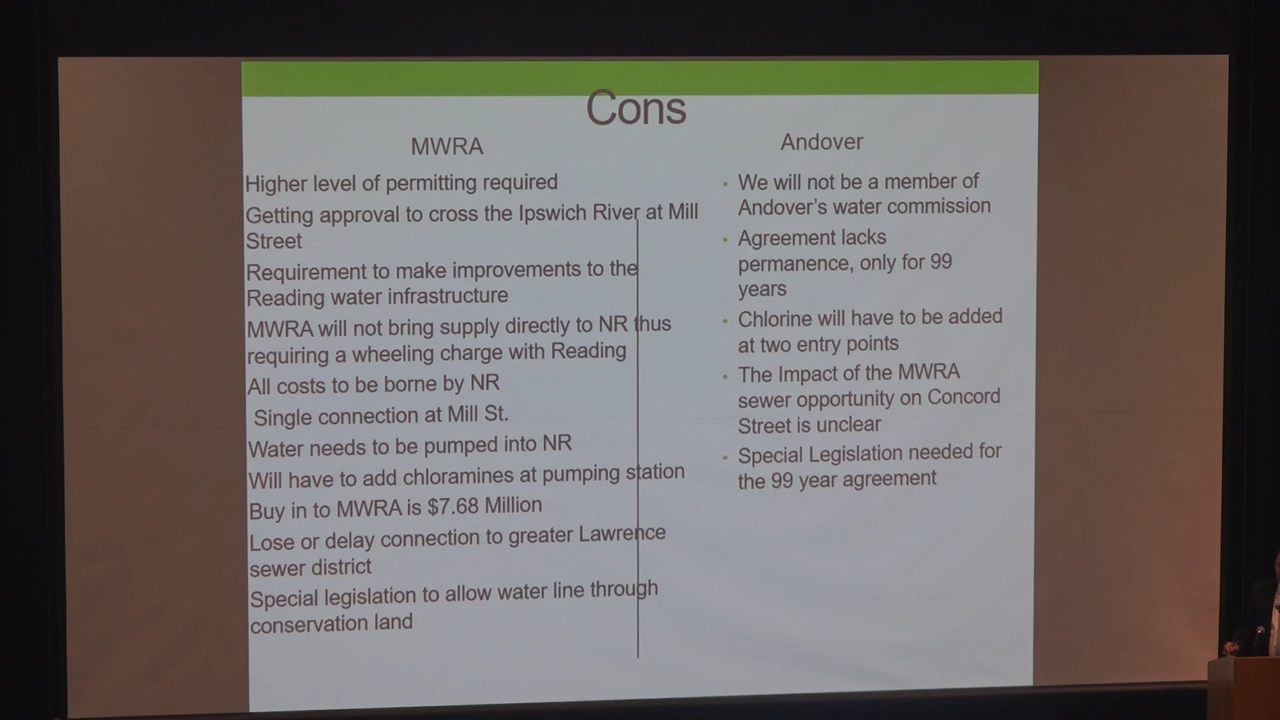 Cons
MWRA
Higher level of permitting required
Getting approval to cross the Ipswich River at Mill
Street
Requirement to make improvements to the
Reading water infrastructure
MWRA will not bring supply directly to NR thus
requiring a wheeling charge with Reading
All costs to be borne by NR
Single connection at Mill St.
Water needs to be pumped into NR
Will have to add chloramines at pumping station
Buy in to MWRA is $7.68 Million
Lose or delay connection to greater Lawrence
sewer district
Special legislation to allow water line through
conservation land
Andover
• We will not be a member of
Andover's water commission
• Agreement lacks
permanence, only for 99
years
• Chlorine will have to be added
at two entry points
• The Impact of the MWRA
sewer opportunity on Concord
Street is unclear
• Special Legislation needed for
the 99 year agreement